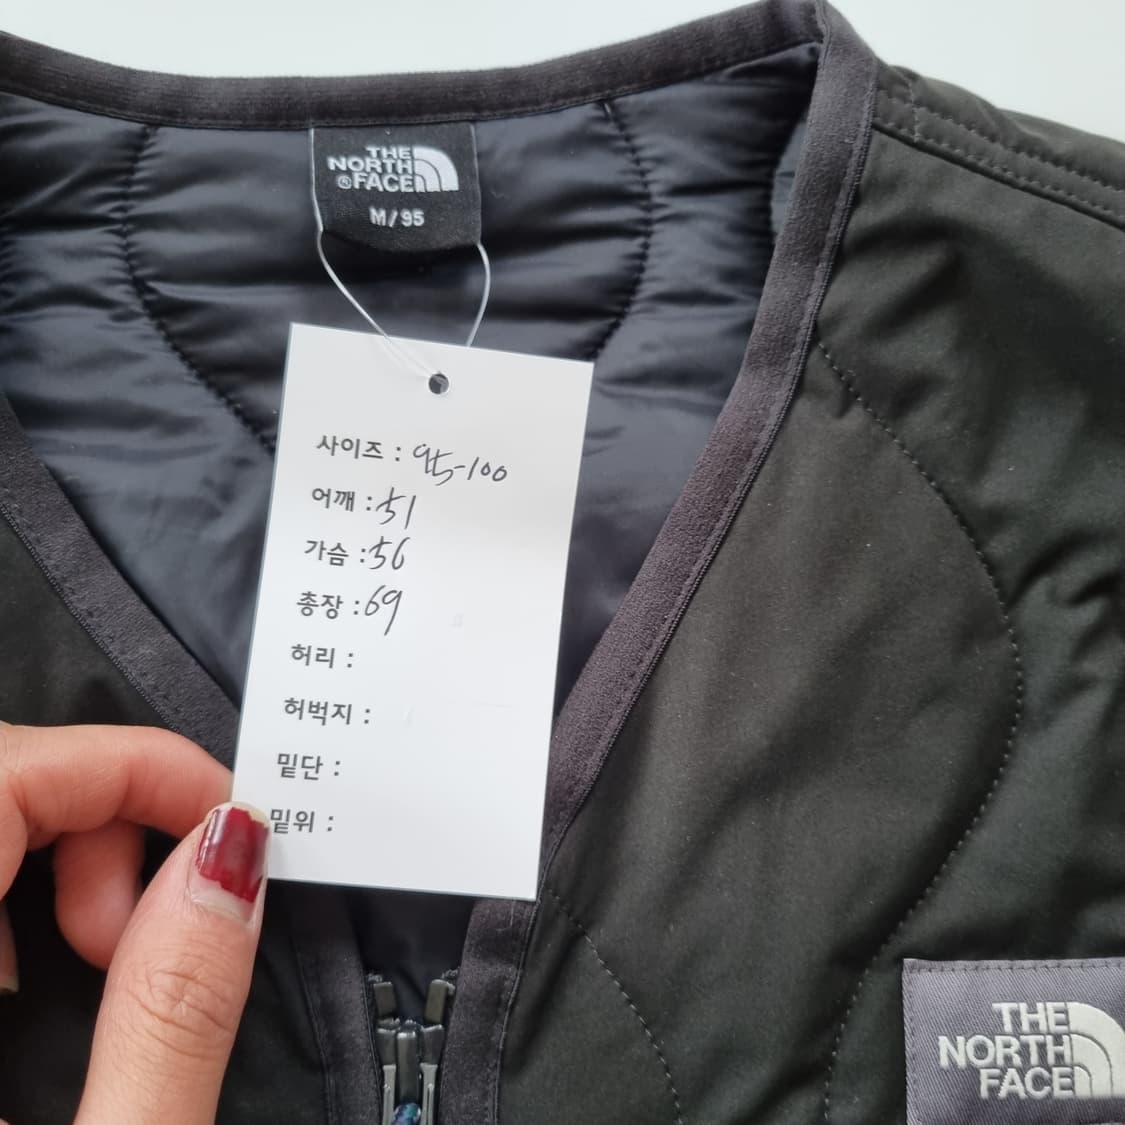 THE
NORTH
®FACE
M/95
사이즈 : 95-100
어깨 : 51
가슴 : 56
총장 : 69
허리 :
허벅지 :
밑단 :
밑위 :
THE
NORTH
FACE